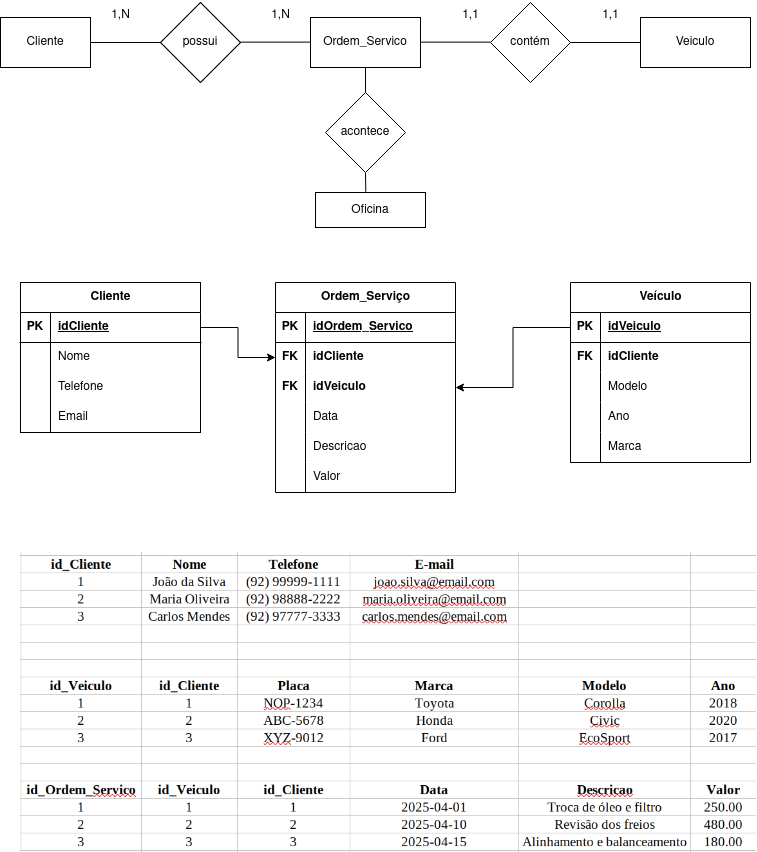 1,N 1,N 1,1 1,1
Cliente possui Ordem_Servico contém Veiculo
acontece
Oficina
Cliente
PK idCliente
Nome
Telefone
Email
Ordem_Serviço
PK idOrdem_Servico
FK idCliente
FK idVeiculo
Data
Descricao
Valor
Veículo
PK idVeiculo
FK idCliente
Modelo
Ano
Marca
id_Cliente Nome Telefone E-mail
1 João da Silva (92) 99999-1111 joao.silva@email.com
2 Maria Oliveira (92) 98888-2222 maria.oliveira@email.com
3 Carlos Mendes (92) 97777-3333 carlos.mendes@email.com
id_Veiculo id_Cliente Placa Marca Modelo Ano
1 1 NOP-1234 Toyota Corolla 2018
2 2 ABC-5678 Honda Civic 2020
3 3 XYZ-9012 Ford EcoSport 2017
id_Ordem_Servico id_Veiculo id_Cliente Data Descricao Valor
1 1 1 2025-04-01 Troca de óleo e filtro 250.00
2 2 2 2025-04-10 Revisão dos freios 480.00
3 3 3 2025-04-15 Alinhamento e balanceamento 180.00